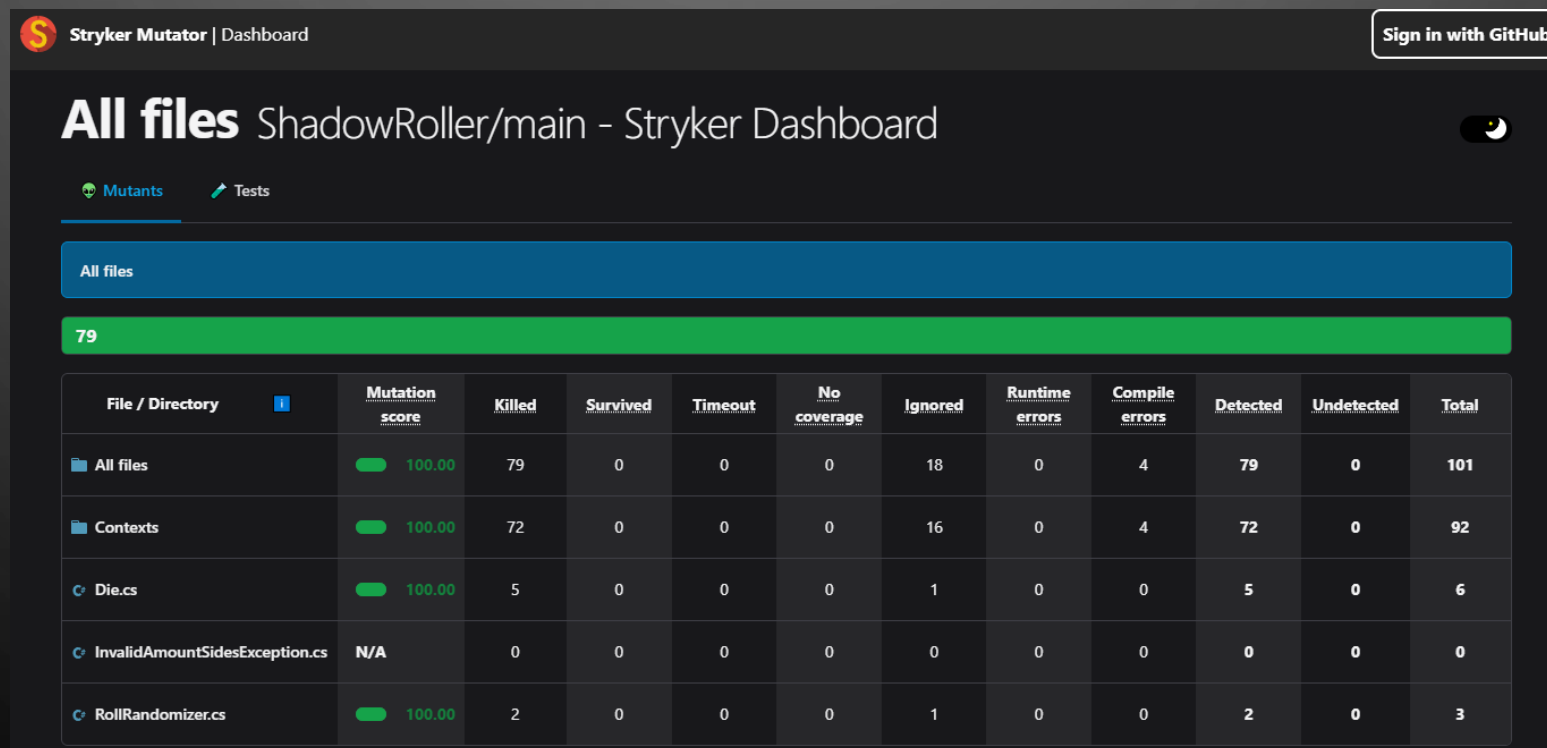 S Stryker Mutator | Dashboard
Sign in with GitHub
All files ShadowRoller/main - Stryker Dashboard
Mutants Tests
All files
79
File / Directory i Mutation score Killed Survived Timeout No coverage Ignored Runtime errors Compile errors Detected Undetected Total
All files 100.00 79 0 0 0 18 0 4 79 0 101
Contexts 100.00 72 0 0 0 16 0 4 72 0 92
Die.cs 100.00 5 0 0 0 1 0 0 5 0 6
InvalidAmountSidesException.cs N/A 0 0 0 0 0 0 0 0 0 0
RollRandomizer.cs 100.00 2 0 0 0 1 0 0 2 0 3